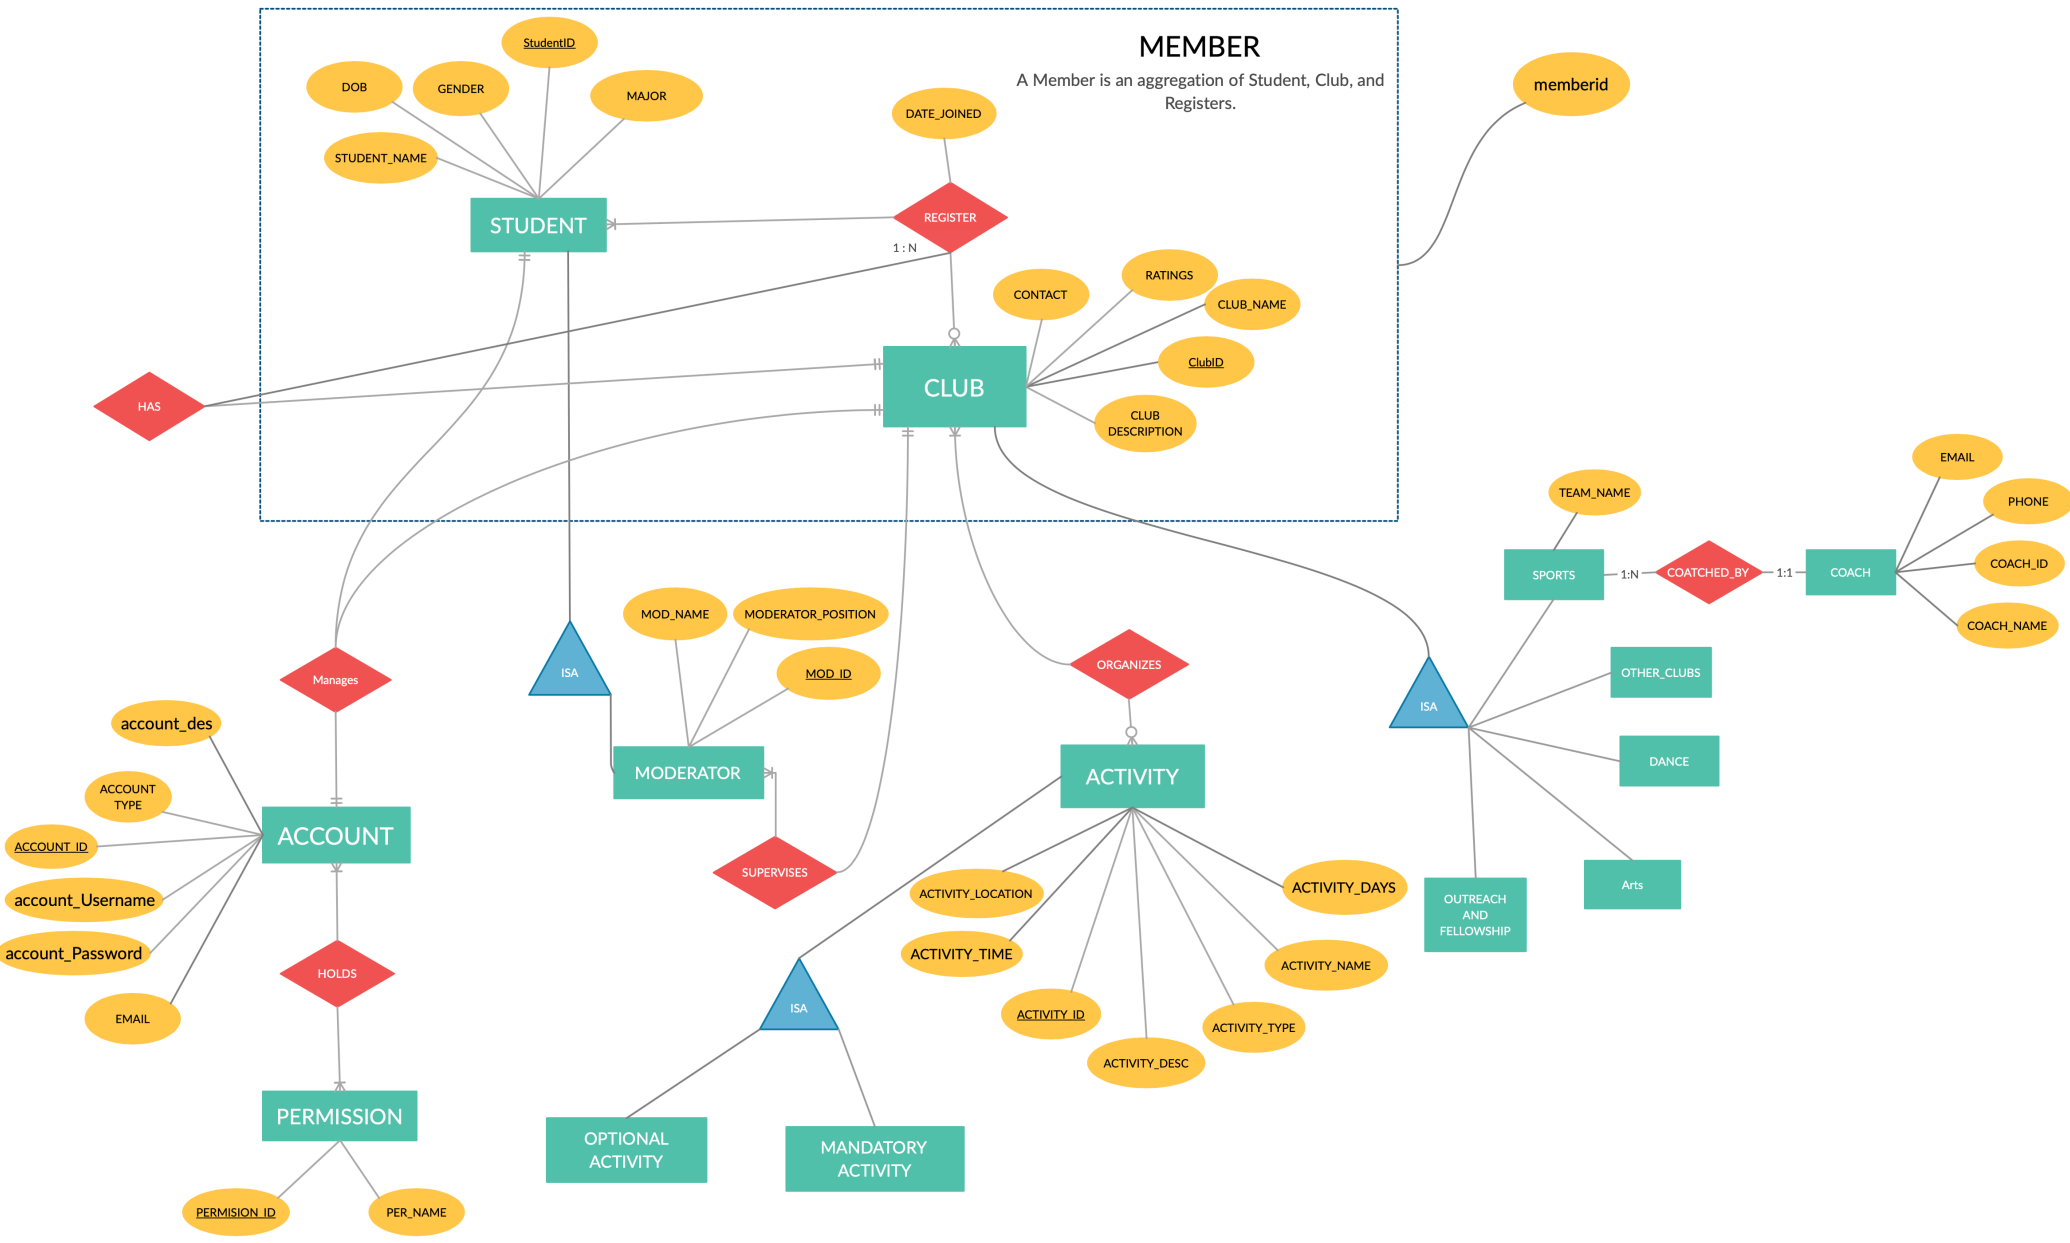 MEMBER
A Member is an aggregation of Student, Club, and
Registers.
StudentID
DOB
GENDER
MAJOR
STUDENT_NAME
DATE_JOINED
memberid
STUDENT
REGISTER
1 : N
CONTACT
RATINGS
CLUB_NAME
ClubID
CLUB
CLUB
DESCRIPTION
HAS
EMAIL
TEAM_NAME
PHONE
SPORTS
1:N
COATCHED_BY
1:1
COACH
COACH_ID
COACH_NAME
MOD_NAME
MODERATOR_POSITION
MOD_ID
ISA
Manages
ORGANIZES
OTHER_CLUBS
ISA
DANCE
account_des
MODERATOR
ACTIVITY
ACCOUNT
TYPE
ACCOUNT_ID
ACCOUNT
SUPERVISES
account_Username
account_Password
EMAIL
HOLDS
ACTIVITY_LOCATION
ACTIVITY_DAYS
ACTIVITY_TIME
ACTIVITY_NAME
ACTIVITY_ID
ACTIVITY_TYPE
ACTIVITY_DESC
Arts
OUTREACH
AND
FELLOWSHIP
ISA
PERMISSION
OPTIONAL
ACTIVITY
MANDATORY
ACTIVITY
PERMISION_ID
PER_NAME